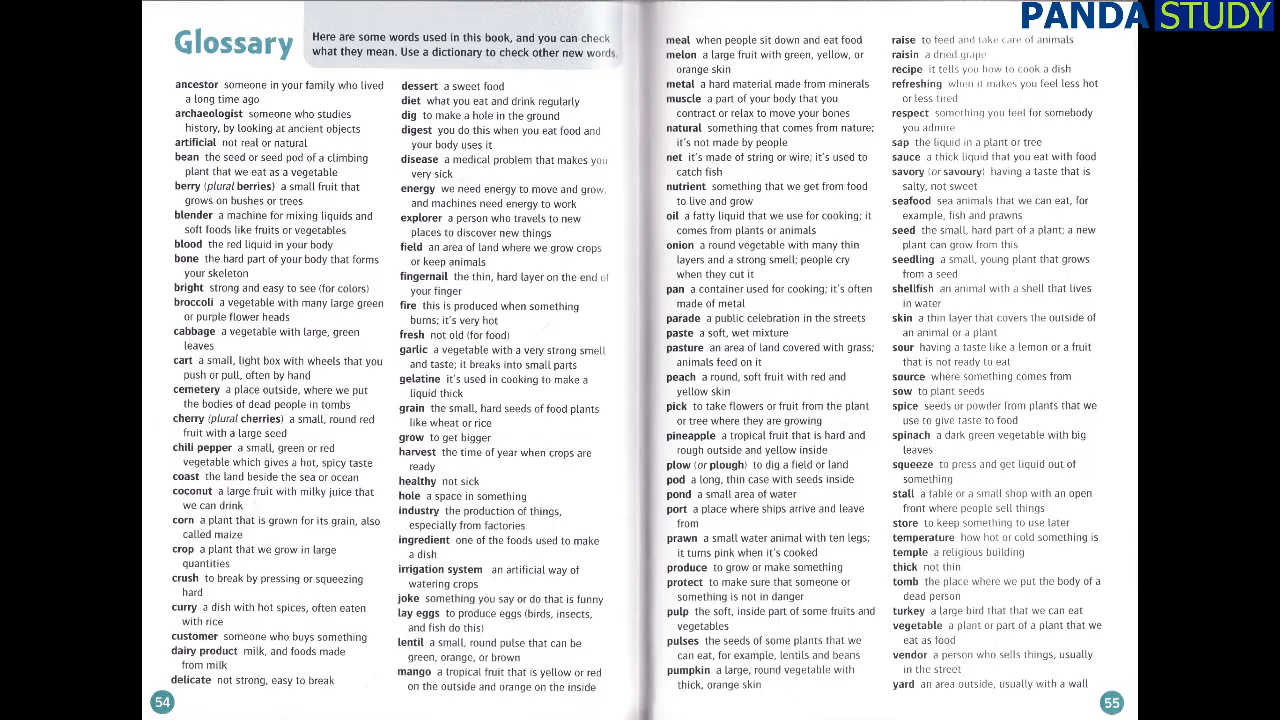 PANDA STUDY
Glossary
Here are some words used in this book, and you can check
what they mean. Use a dictionary to check other new words.
ancestor someone in your family who lived
a long time ago
archaeologist someone who studies
history, by looking at ancient objects
artificial not real or natural
bean the seed or seed pod of a climbing
plant that we eat as a vegetable
berry (plural berries) a small fruit that
grows on bushes or trees
blender a machine for mixing liquids and
soft foods like fruits or vegetables
blood the red liquid in your body
bone the hard part of your body that forms
your skeleton
bright strong and easy to see (for colors)
broccoli a vegetable with many large green
or purple flower heads
cabbage a vegetable with large, green
leaves
cart a small, light box with wheels that you
push or pull, often by hand
cemetery a place outside, where we put
the bodies of dead people in tombs
cherry (plural cherries) a small, round red
fruit with a large seed
chili pepper a small, green or red
vegetable which gives a hot, spicy taste
coast the land beside the sea or ocean
coconut a large fruit with milky juice that
we can drink
corn a plant that is grown for its grain, also
called maize
crop a plant that we grow in large
quantities
crush to break by pressing or squeezing
hard
curry a dish with hot spices, often eaten
with rice
customer someone who buys something
dairy product milk, and foods made
from milk
delicate not strong, easy to break
54
dessert a sweet food
diet what you eat and drink regularly
dig to make a hole in the ground
digest you do this when you eat food and
your body uses it
disease a medical problem that makes you
very sick
energy we need energy to move and grow,
and machines need energy to work
explorer a person who travels to new
places to discover new things
field an area of land where we grow crops
or keep animals
fingernail the thin, hard layer on the end of
your finger
fire this is produced when something
burns; it's very hot
fresh not old (for food)
garlic a vegetable with a very strong smell
and taste; it breaks into small parts
gelatine it's used in cooking to make a
liquid thick
grain the small, hard seeds of food plants
like wheat or rice
grow to get bigger
harvest the time of year when crops are
ready
healthy not sick
hole a space in something
industry the production of things,
especially from factories
ingredient one of the foods used to make
a dish
irrigation system an artificial way of
watering crops
joke something you say or do that is funny
lay eggs to produce eggs (birds, insects,
and fish do this)
lentil a small, round pulse that can be
green, orange, or brown
mango a tropical fruit that is yellow or red
on the outside and orange on the inside
meal when people sit down and eat food
melon a large fruit with green, yellow, or
orange skin
metal a hard material made from minerals
muscle a part of your body that you
contract or relax to move your bones
natural something that comes from nature;
it's not made by people
net it's made of string or wire; it's used to
catch fish
nutrient something that we get from food
to live and grow
oil a fatty liquid that we use for cooking; it
comes from plants or animals
onion a round vegetable with many thin
layers and a strong smell; people cry
when they cut it
pan a container used for cooking; it's often
made of metal
parade a public celebration in the streets
paste a soft, wet mixture
pasture an area of land covered with grass;
animals feed on it
peach a round, soft fruit with red and
yellow skin
pick to take flowers or fruit from the plant
or tree where they are growing
pineapple a tropical fruit that is hard and
rough outside and yellow inside
plow (or plough) to dig a field or land
pod a long, thin case with seeds inside
pond a small area of water
port a place where ships arrive and leave
from
prawn a small water animal with ten legs;
it turns pink when it's cooked
produce to grow or make something
protect to make sure that someone or
something is not in danger
pulp the soft, inside part of some fruits and
vegetables
pulses the seeds of some plants that we
can eat, for example, lentils and beans
pumpkin a large, round vegetable with
thick, orange skin
raise to feed and take care of animals
raisin a dried grape
recipe it tells you how to cook a dish
refreshing when it makes you feel less hot
or less tired
respect something you feel for somebody
you admire
sap the liquid in a plant or tree
sauce a thick liquid that you eat with food
savory (or savoury) having a taste that is
salty, not sweet
seafood sea animals that we can eat, for
example, fish and prawns
seed the small, hard part of a plant; a new
plant can grow from this
seedling a small, young plant that grows
from a seed
shellfish an animal with a shell that lives
in water
skin a thin layer that covers the outside of
an animal or a plant
sour having a taste like a lemon or a fruit
that is not ready to eat
source where something comes from
sow to plant seeds
spice seeds or powder from plants that we
use to give taste to food
spinach a dark green vegetable with big
leaves
squeeze to press and get liquid out of
something
stall a table or a small shop with an open
front where people sell things
store to keep something to use later
temperature how hot or cold something is
temple a religious building
thick not thin
tomb the place where we put the body of a
dead person
turkey a large bird that that we can eat
vegetable a plant or part of a plant that we
eat as food
vendor a person who sells things, usually
in the street
yard an area outside, usually with a wall
55